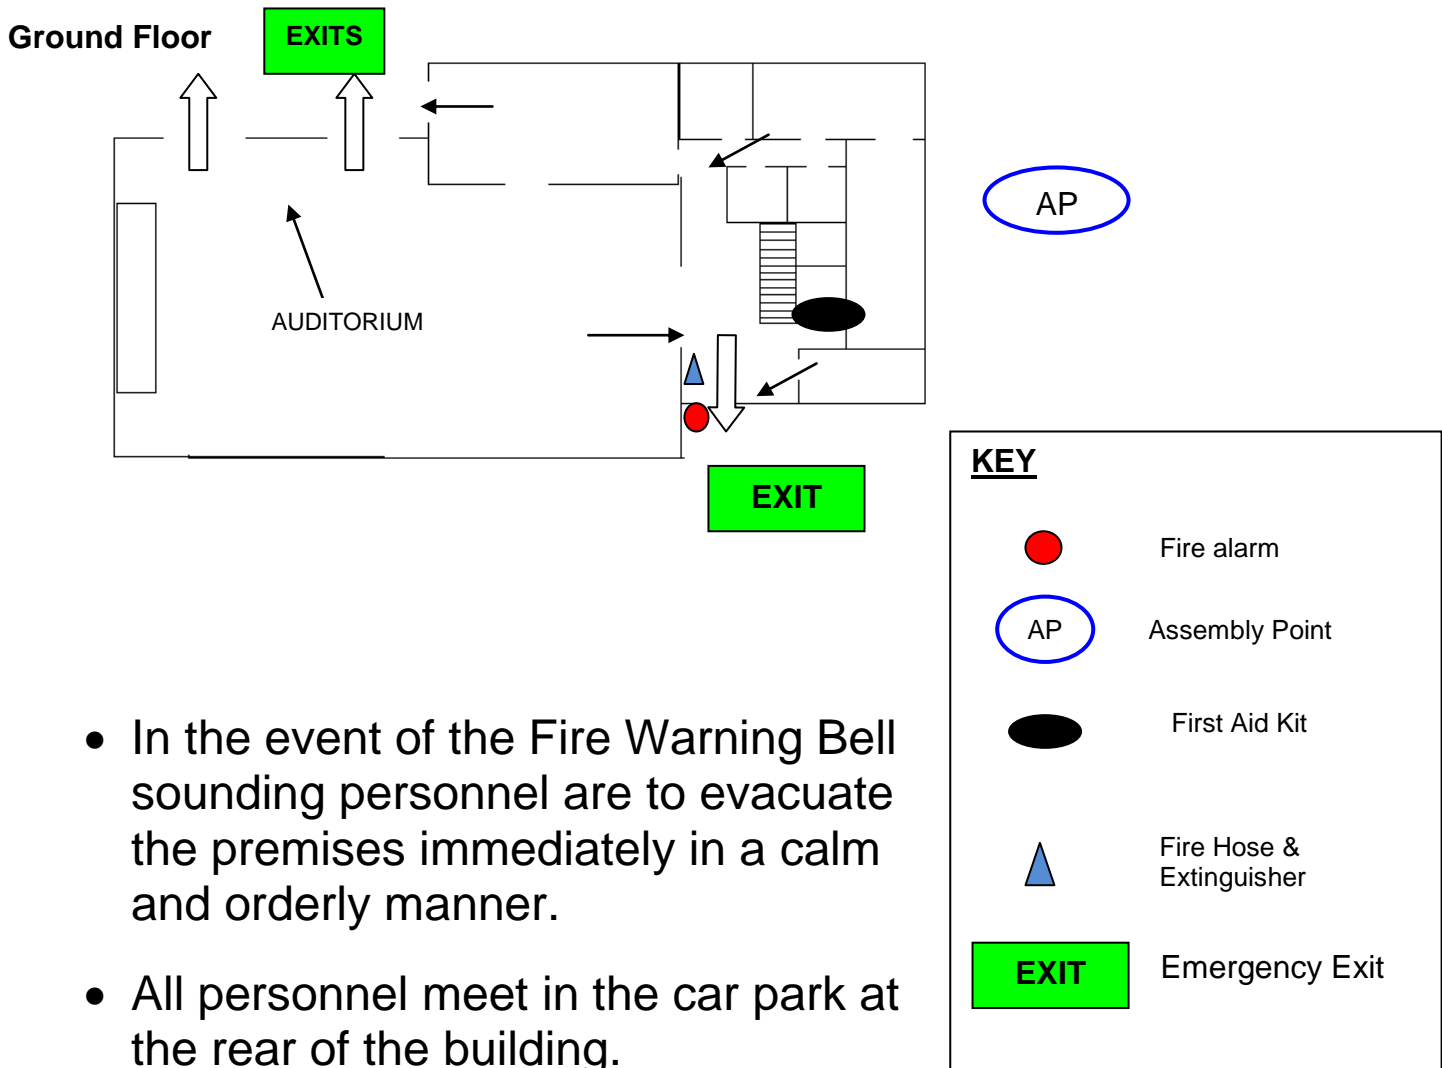 Ground Floor
EXITS
AP
AUDITORIUM
EXIT
KEY
Fire alarm
AP
Assembly Point
First Aid Kit
Fire Hose &
Extinguisher
EXIT
Emergency Exit
• In the event of the Fire Warning Bell
sounding personnel are to evacuate
the premises immediately in a calm
and orderly manner.
• All personnel meet in the car park at
the rear of the building.